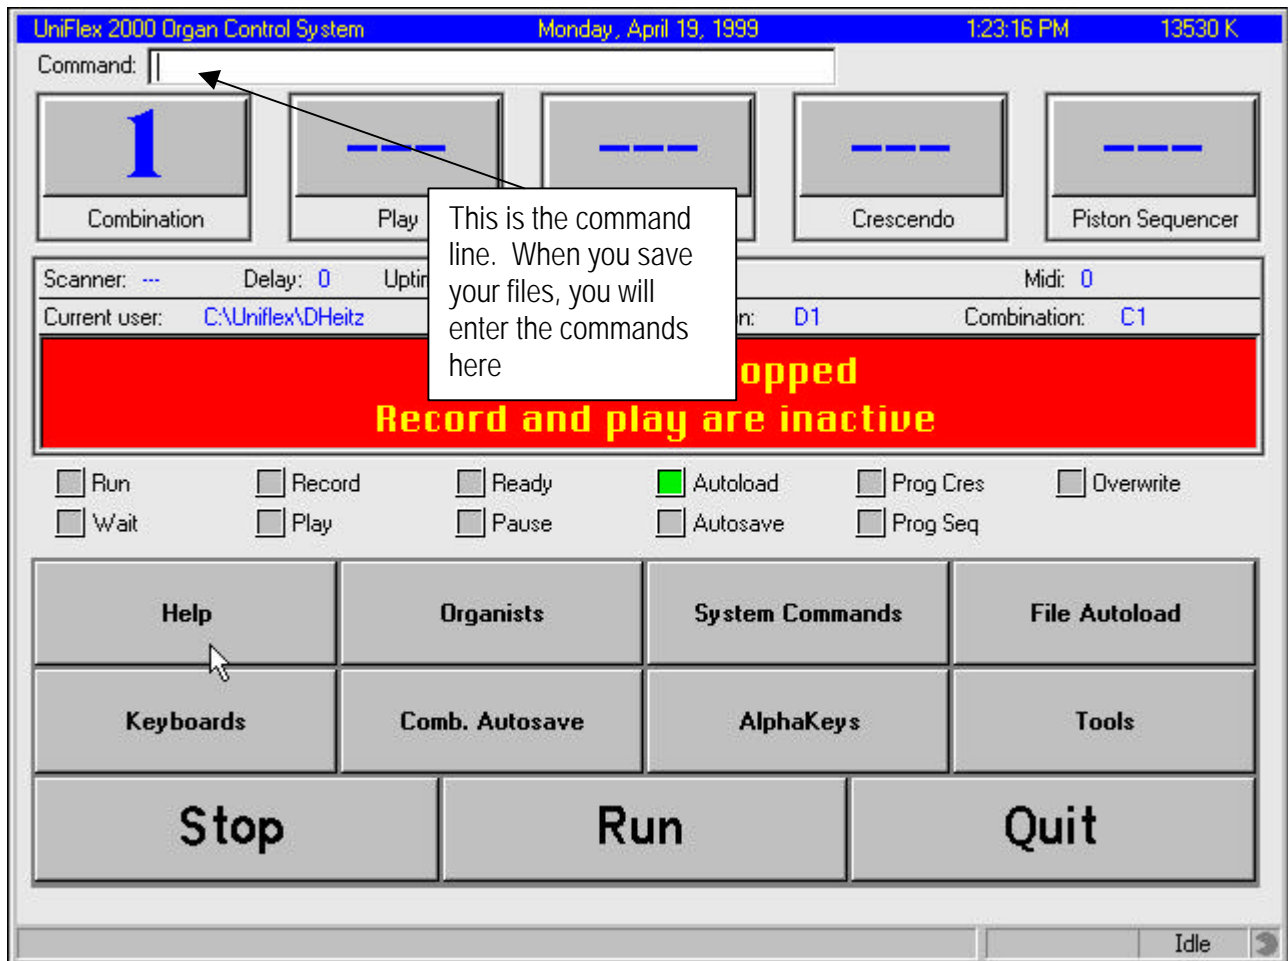 UniFlex 2000 Organ Control System Monday, April 19, 1999 1:23:16 PM 13530 K
Command:
1 --- --- --- ---
Combination Play Crescendo Piston Sequencer
This is the command
line. When you save
your files, you will
enter the commands
here
Scanner: --- Delay: 0 Midi: 0
Current user: C:\Uniflex\DHeitz D1 Combination: C1
Record and play are inactive
Run Record Ready Autoload Prog Cres Overwrite
Wait Play Pause Autosave Prog Seq
Help Organists System Commands File Autoload
Keyboards Comb. Autosave AlphaKeys Tools
Stop Run Quit
Idle